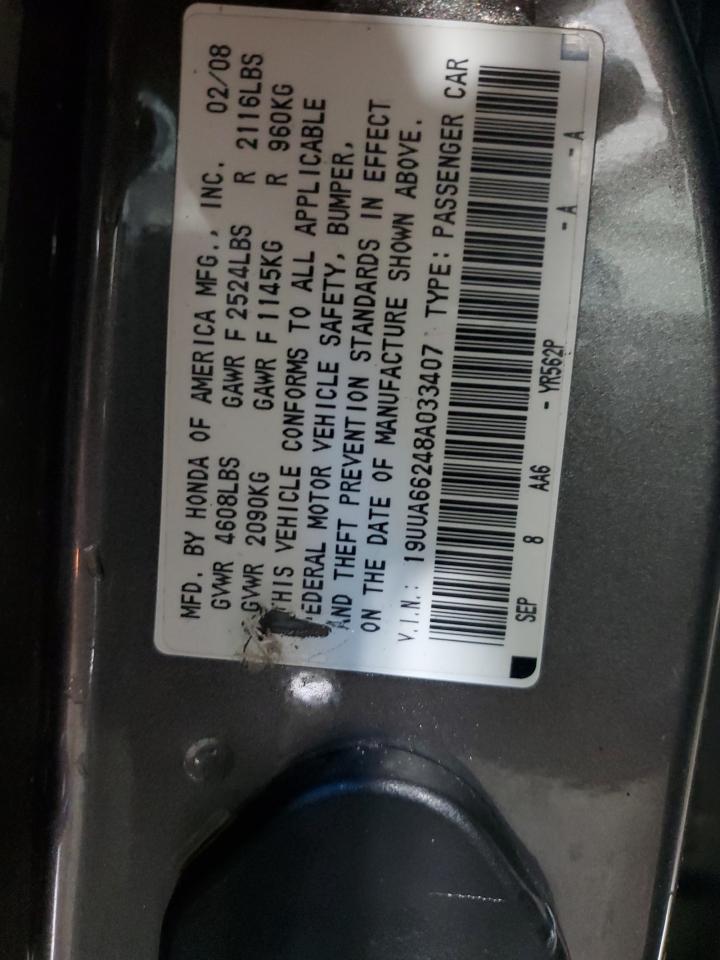 MFD. BY HONDA OF AMERICA MFG., INC. 02/08
GVWR 4608LBS GAWR F 2524LBS R 2116LBS
GVWR 2090KG GAWR F 1145KG R 960KG
THIS VEHICLE CONFORMS TO ALL APPLICABLE
FEDERAL MOTOR VEHICLE SAFETY, BUMPER,
AND THEFT PREVENTION STANDARDS IN EFFECT
ON THE DATE OF MANUFACTURE SHOWN ABOVE.
V.I.N.: 19UUA66248A033407 TYPE: PASSENGER CAR
SEP 8 AA6 - YR562P - A - A